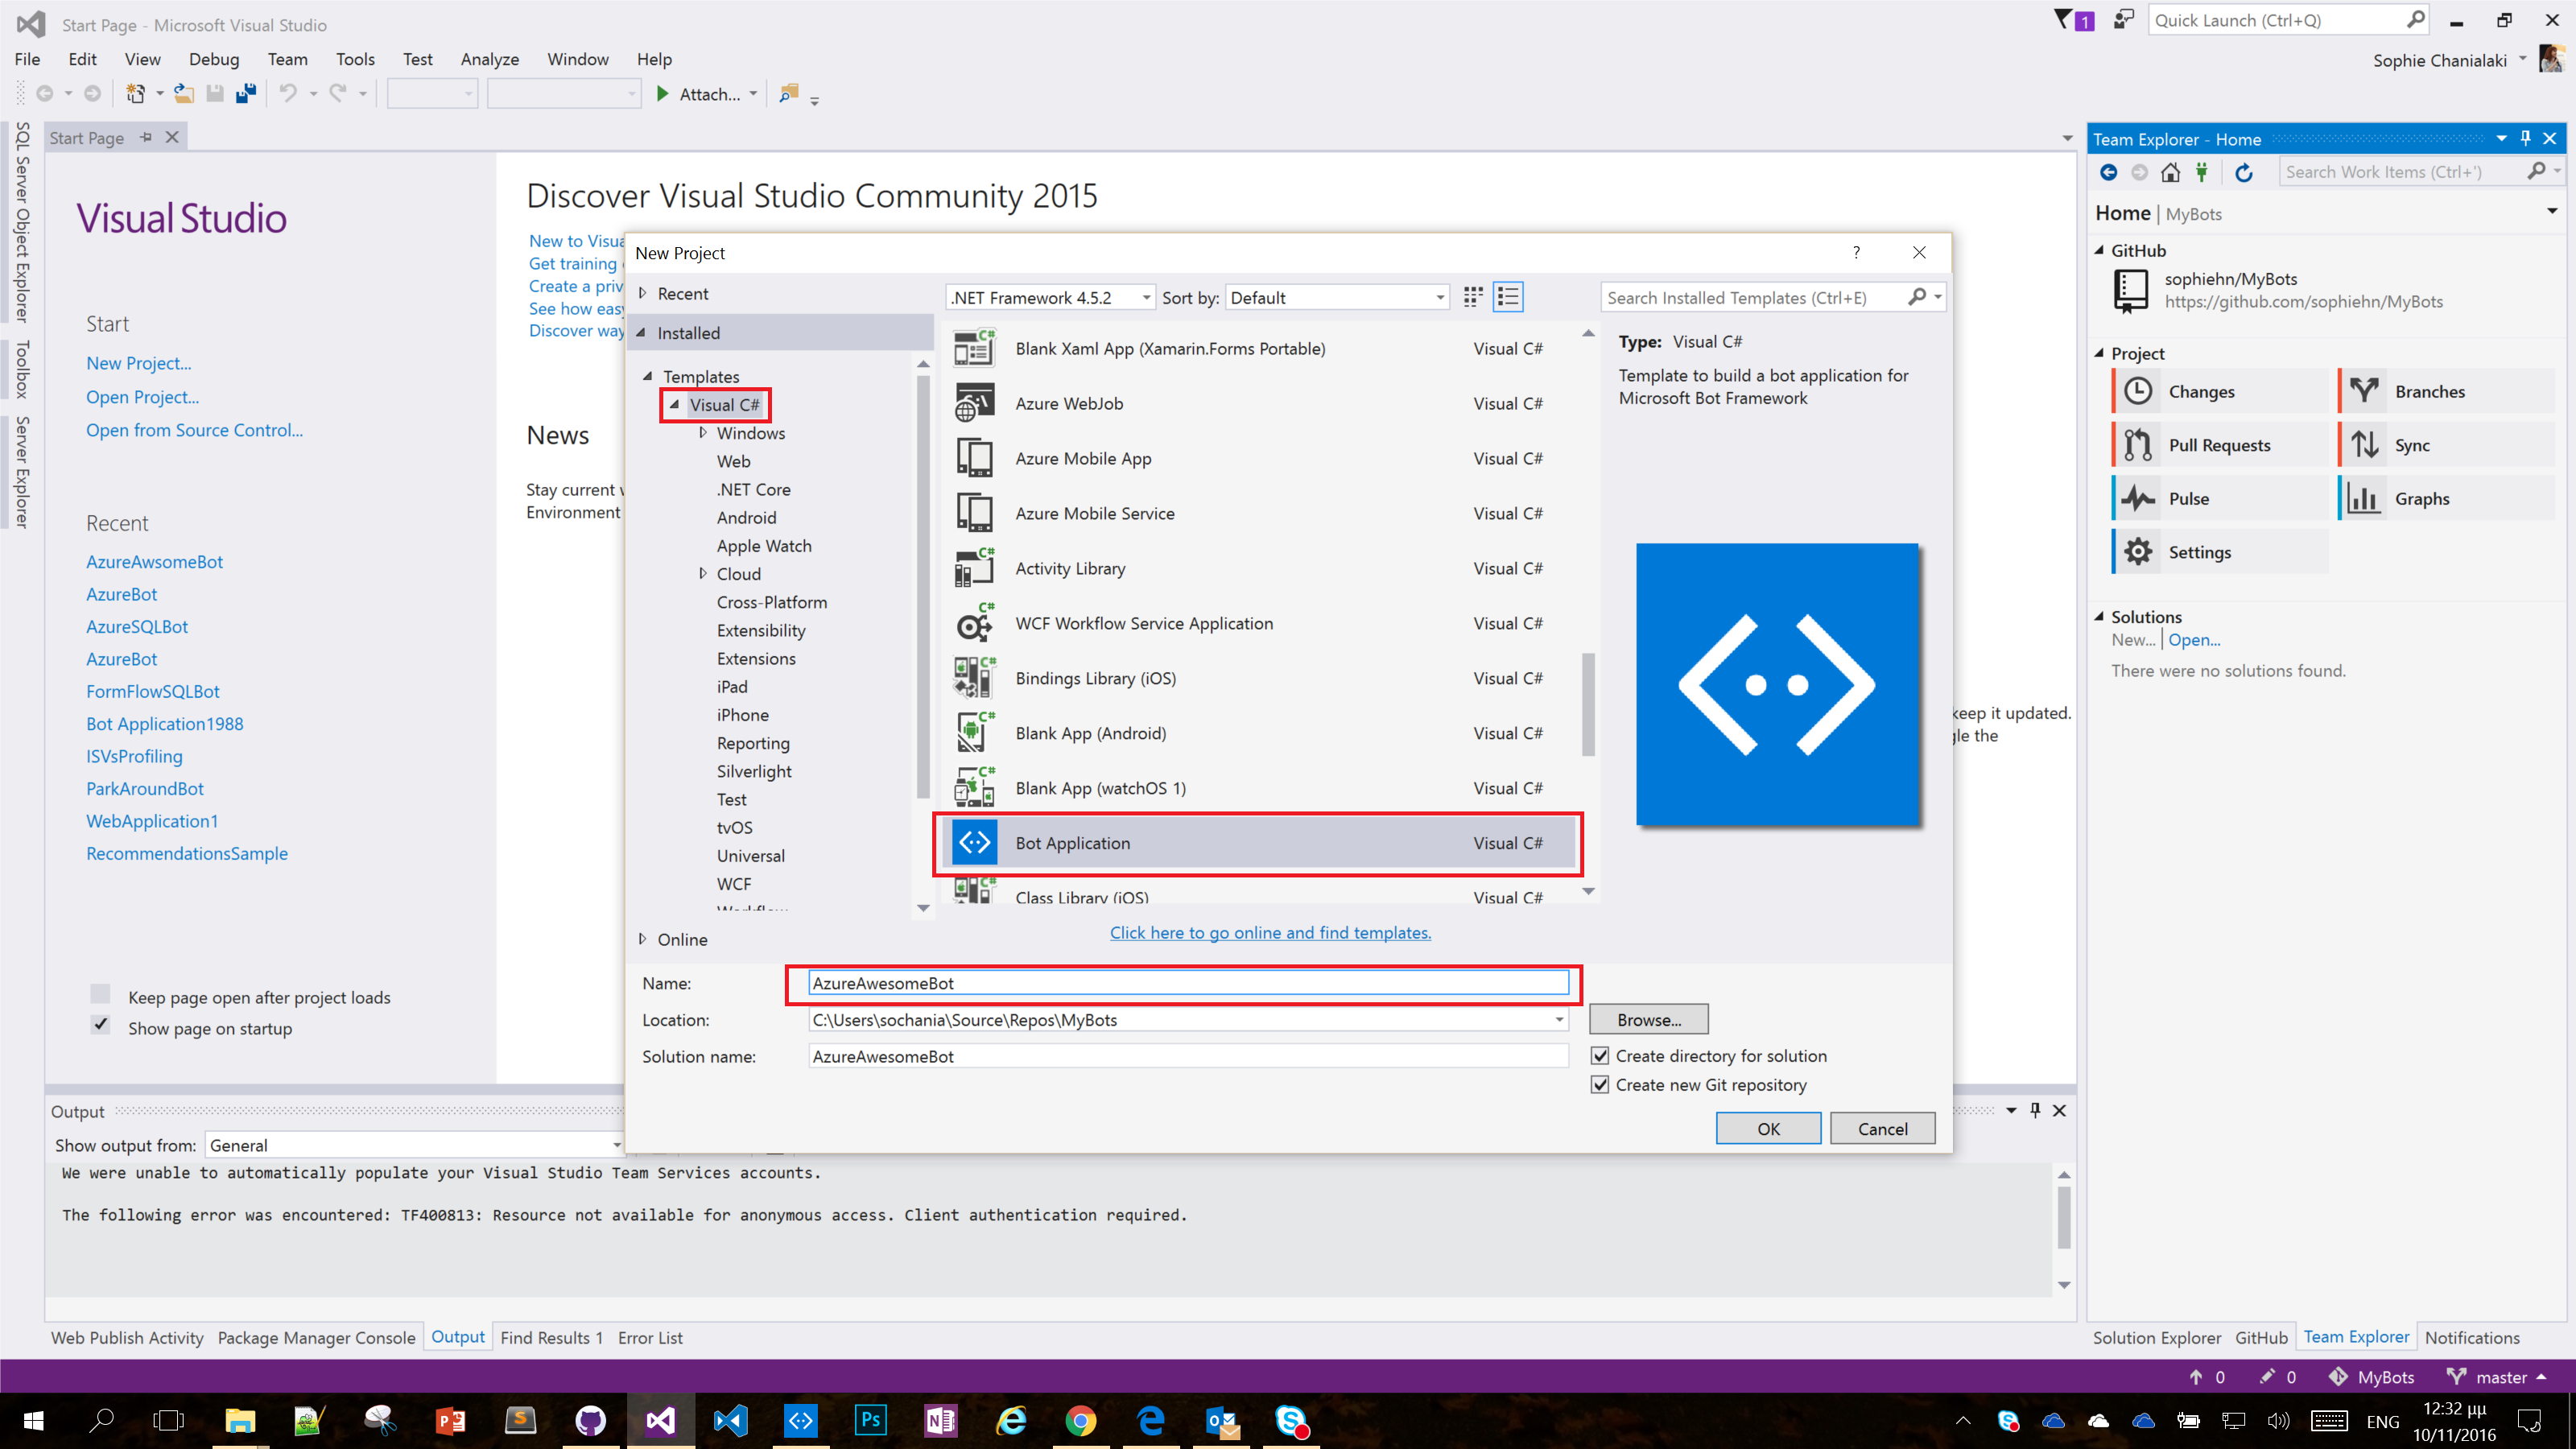 Start Page - Microsoft Visual Studio
1
Quick Launch (Ctrl+Q)
File Edit View Debug Team Tools Test Analyze Window Help
Sophie Chanialaki
Attach...
SQL Server Object Explorer
Toolbox
Server Explorer
Start Page
Visual Studio
Start
New Project...
Open Project...
Open from Source Control...
Recent
AzureAwsomeBot
AzureBot
AzureSQLBot
AzureBot
FormFlowSQLBot
Bot Application1988
ISVsProfiling
ParkAroundBot
WebApplication1
RecommendationsSample
Keep page open after project loads
Show page on startup
Discover Visual Studio Community 2015
New to Visua
Get training
Create a priv
See how easy
Discover way
News
Stay current
Environment
keep it updated.
gle the
New Project
?
Recent
Installed
Templates
Visual C#
Windows
Web
.NET Core
Android
Apple Watch
Cloud
Cross-Platform
Extensibility
Extensions
iPad
iPhone
Reporting
Silverlight
Test
tvOS
Universal
WCF
Workflow
Online
.NET Framework 4.5.2 Sort by: Default
Search Installed Templates (Ctrl+E)
Blank Xaml App (Xamarin.Forms Portable) Visual C#
Azure WebJob Visual C#
Azure Mobile App Visual C#
Azure Mobile Service Visual C#
Activity Library Visual C#
WCF Workflow Service Application Visual C#
Bindings Library (iOS) Visual C#
Blank App (Android) Visual C#
Blank App (watchOS 1) Visual C#
Bot Application Visual C#
Class Library (iOS) Visual C#
Click here to go online and find templates.
Type: Visual C#
Template to build a bot application for
Microsoft Bot Framework
Name: AzureAwesomeBot
Location: C:\Users\sochania\Source\Repos\MyBots
Browse...
Solution name: AzureAwesomeBot
Create directory for solution
Create new Git repository
OK Cancel
Team Explorer - Home
Search Work Items (Ctrl+')
Home | MyBots
GitHub
sophiehn/MyBots
https://github.com/sophiehn/MyBots
Project
Changes Branches
Pull Requests Sync
Pulse Graphs
Settings
Solutions
New... | Open...
There were no solutions found.
Output
Show output from: General
We were unable to automatically populate your Visual Studio Team Services accounts.
The following error was encountered: TF400813: Resource not available for anonymous access. Client authentication required.
Web Publish Activity Package Manager Console Output Find Results 1 Error List
Solution Explorer GitHub Team Explorer Notifications
0 0 MyBots master
ENG
12:32 μμ
10/11/2016